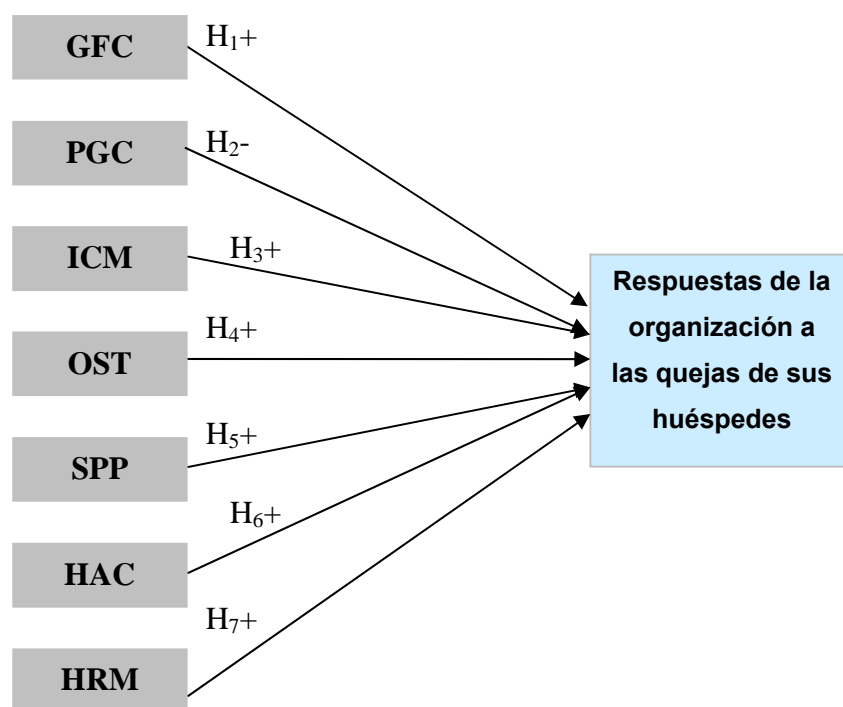 GFC
H₁+
PGC
H₂-
ICM
H₃+
OST
H₄+
SPP
H₅+
HAC
H₆+
HRM
H₇+
Respuestas de la
organización a
las quejas de sus
huéspedes